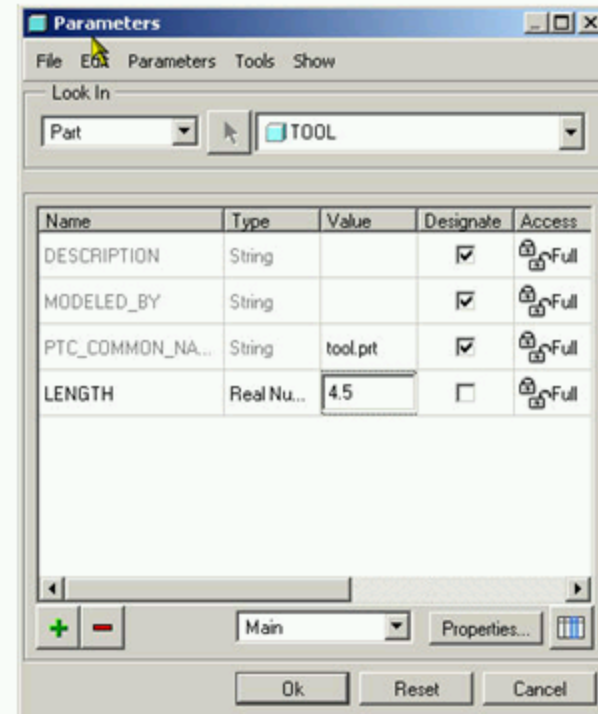 Parameters
File Edit Parameters Tools Show
Look In
Part TOOL
Name Type Value Designate Access
DESCRIPTION String Full
MODELED_BY String Full
PTC_COMMON_NA... String tool.prt Full
LENGTH Real Nu... 4.5 Full
Main Properties...
Ok Reset Cancel